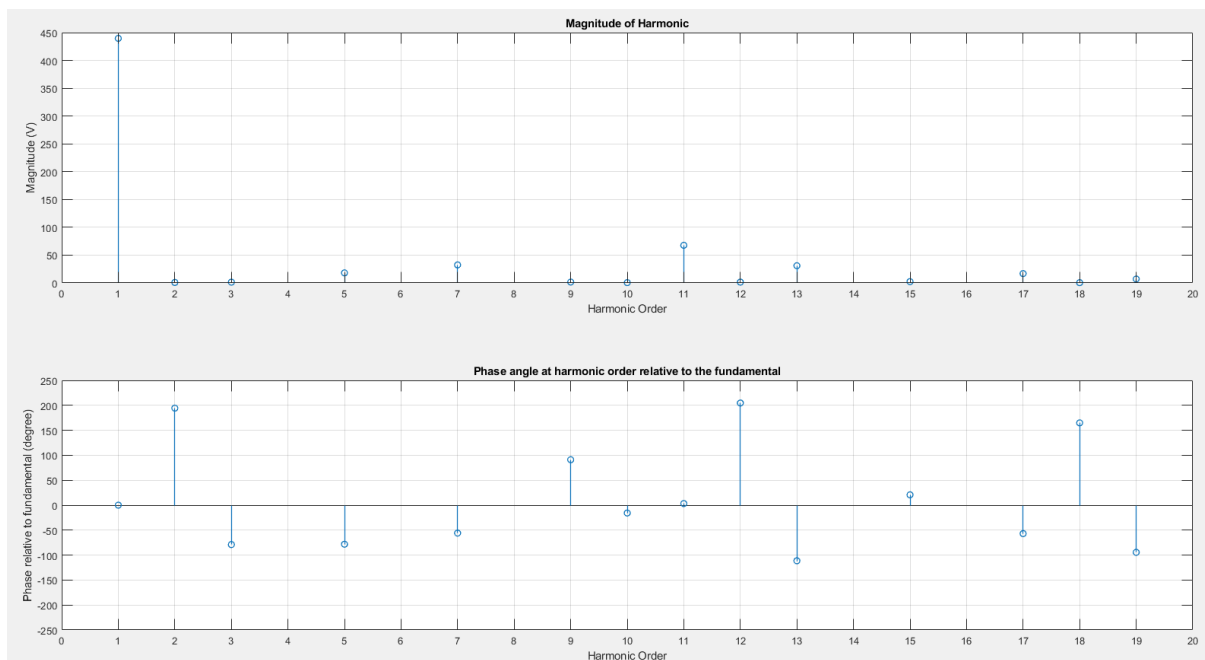 Magnitude of Harmonic
450
400
350
300
250
200
150
100
50
0
Magnitude (V)
0 1 2 3 4 5 6 7 8 9 10 11 12 13 14 15 16 17 18 19 20
Harmonic Order
Phase angle at harmonic order relative to the fundamental
250
200
150
100
50
0
-50
-100
-150
-200
-250
Phase relative to fundamental (degree)
0 1 2 3 4 5 6 7 8 9 10 11 12 13 14 15 16 17 18 19 20
Harmonic Order